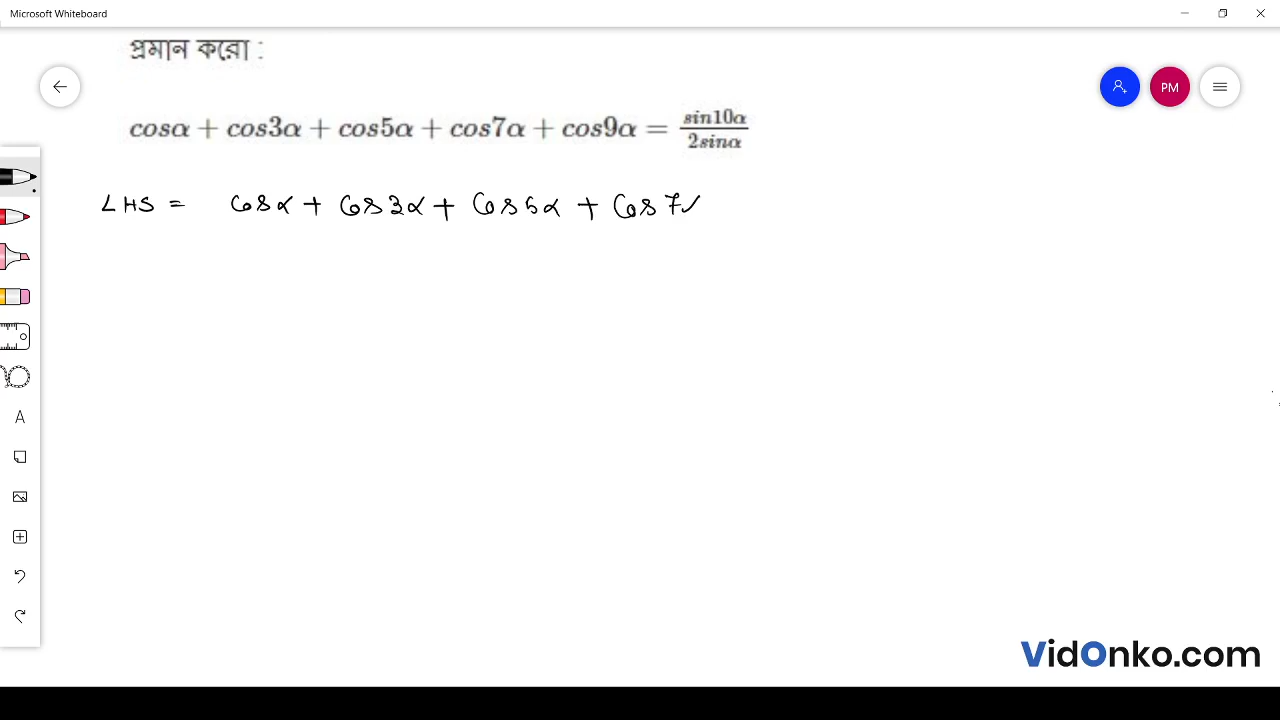 Microsoft Whiteboard
প্রমান করো :
PM
cosα + cos3α + cos5α + cos7α + cos9α = sin10α / 2sinα
LHS = Cosα + Cos3α + Cos5α + Cos7
A
VidOnko.com